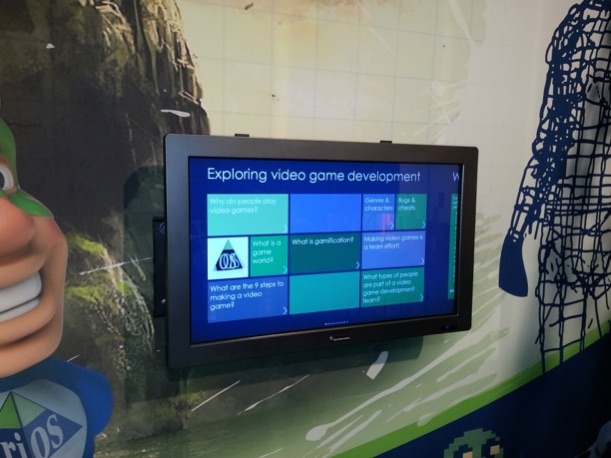 Exploring video game development
W
Why do people play
video games?
Genres &
characters
Bugs &
cheats
What is a
game
world?
What is gamification?
Making video games is
a team effort!
What are the 9 steps to
making a video
game?
What types of people
are part of a video
game development
team?
rios